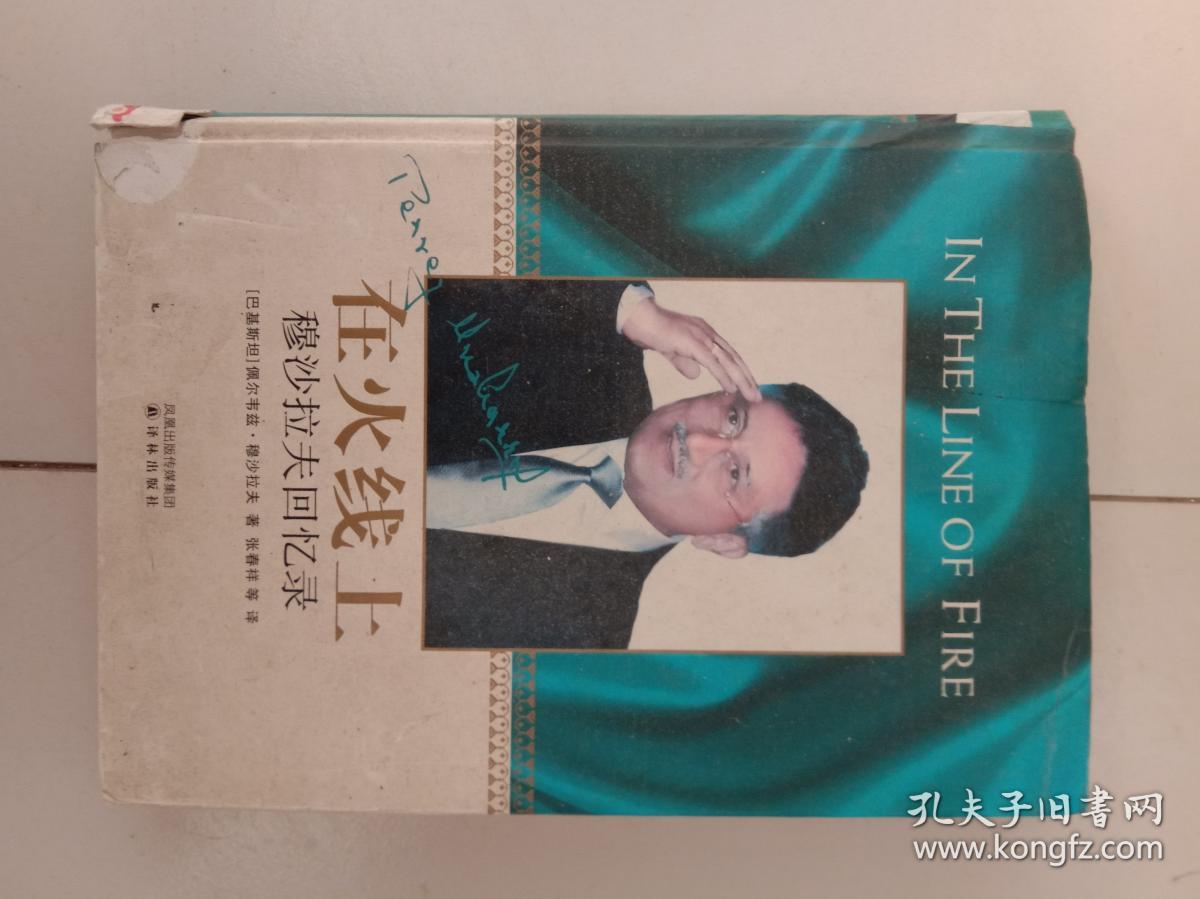 IN THE LINE OF FIRE
Pervez
Musharraf
在火线上
穆沙拉夫回忆录
[巴基斯坦]佩尔韦兹·穆沙拉夫 著 张春祥等 译
凤凰出版传媒集团
译林出版社
孔夫子旧书网
www.kongfz.com